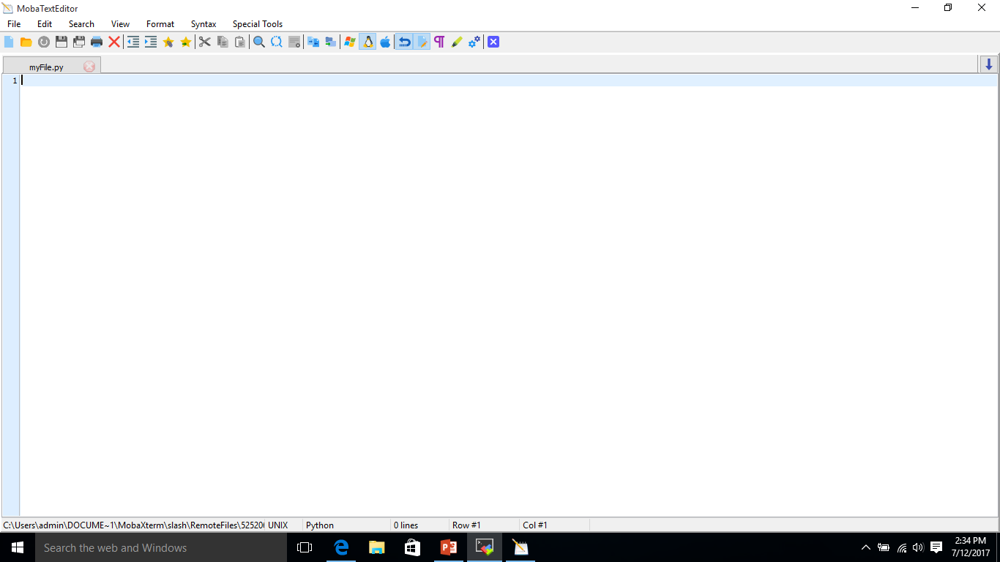 MobaTextEditor
File Edit Search View Format Syntax Special Tools
myFile.py
1
C:\Users\admin\DOCUME~1\MobaXterm\slash\RemoteFiles\52520 UNIX Python 0 lines Row #1 Col #1
Search the web and Windows
2:34 PM
7/12/2017